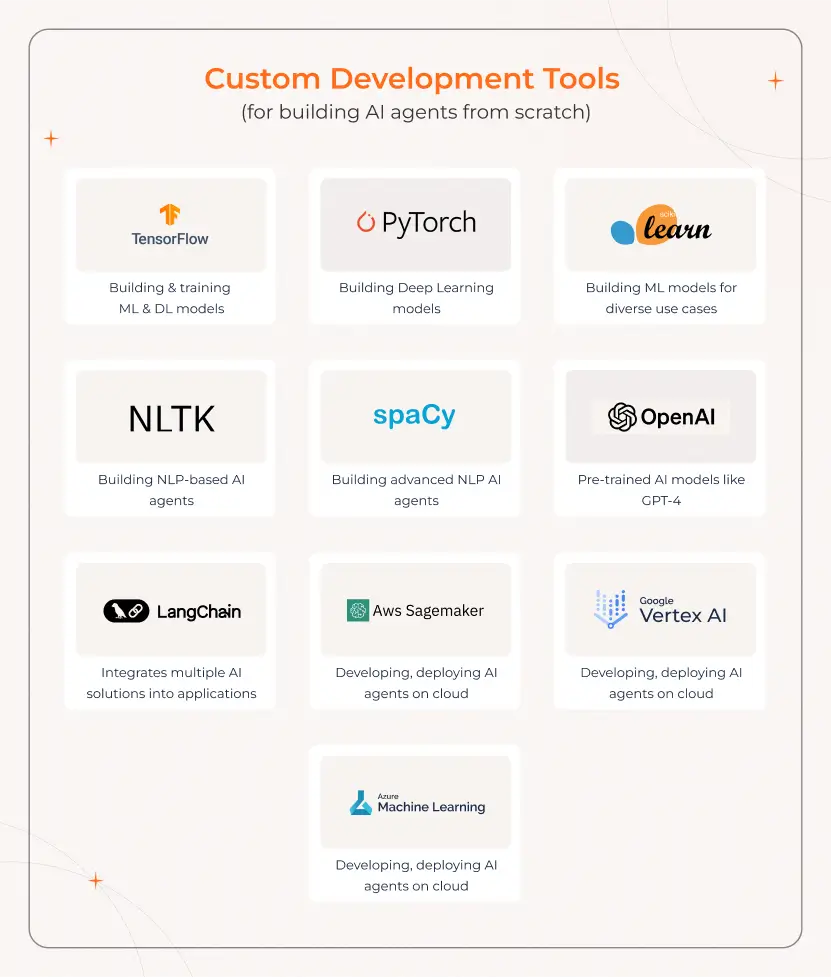 Custom Development Tools
(for building AI agents from scratch)
TensorFlow
Building & training
ML & DL models
PyTorch
Building Deep Learning
models
scikit
learn
Building ML models for
diverse use cases
NLTK
Building NLP-based AI
agents
spaCy
Building advanced NLP AI
agents
OpenAI
Pre-trained AI models like
GPT-4
LangChain
Integrates multiple AI
solutions into applications
Aws Sagemaker
Developing, deploying AI
agents on cloud
Google
Vertex AI
Developing, deploying AI
agents on cloud
Azure
Machine Learning
Developing, deploying AI
agents on cloud